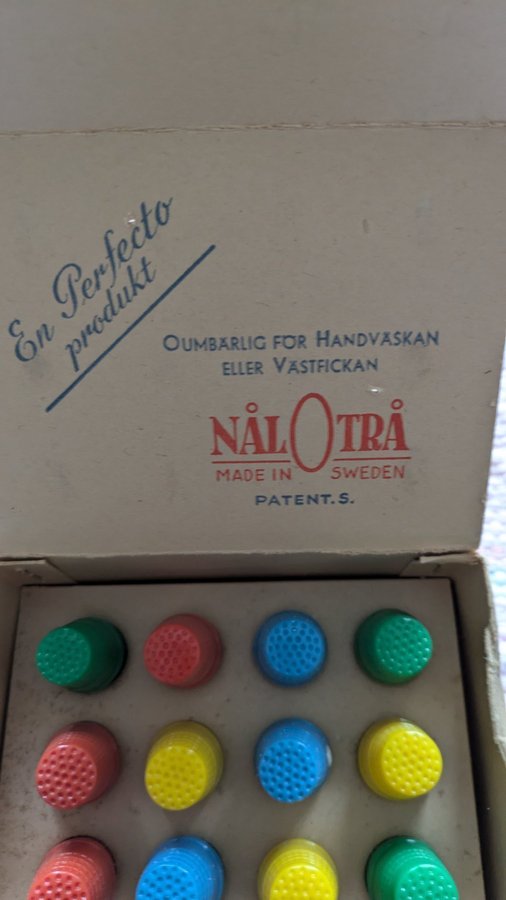 En Perfecto
produkt
OUMBÄRLIG FÖR HANDVÄSKAN
ELLER VÄSTFICKAN
NÅLOTRÅ
MADE IN SWEDEN
PATENT. S.